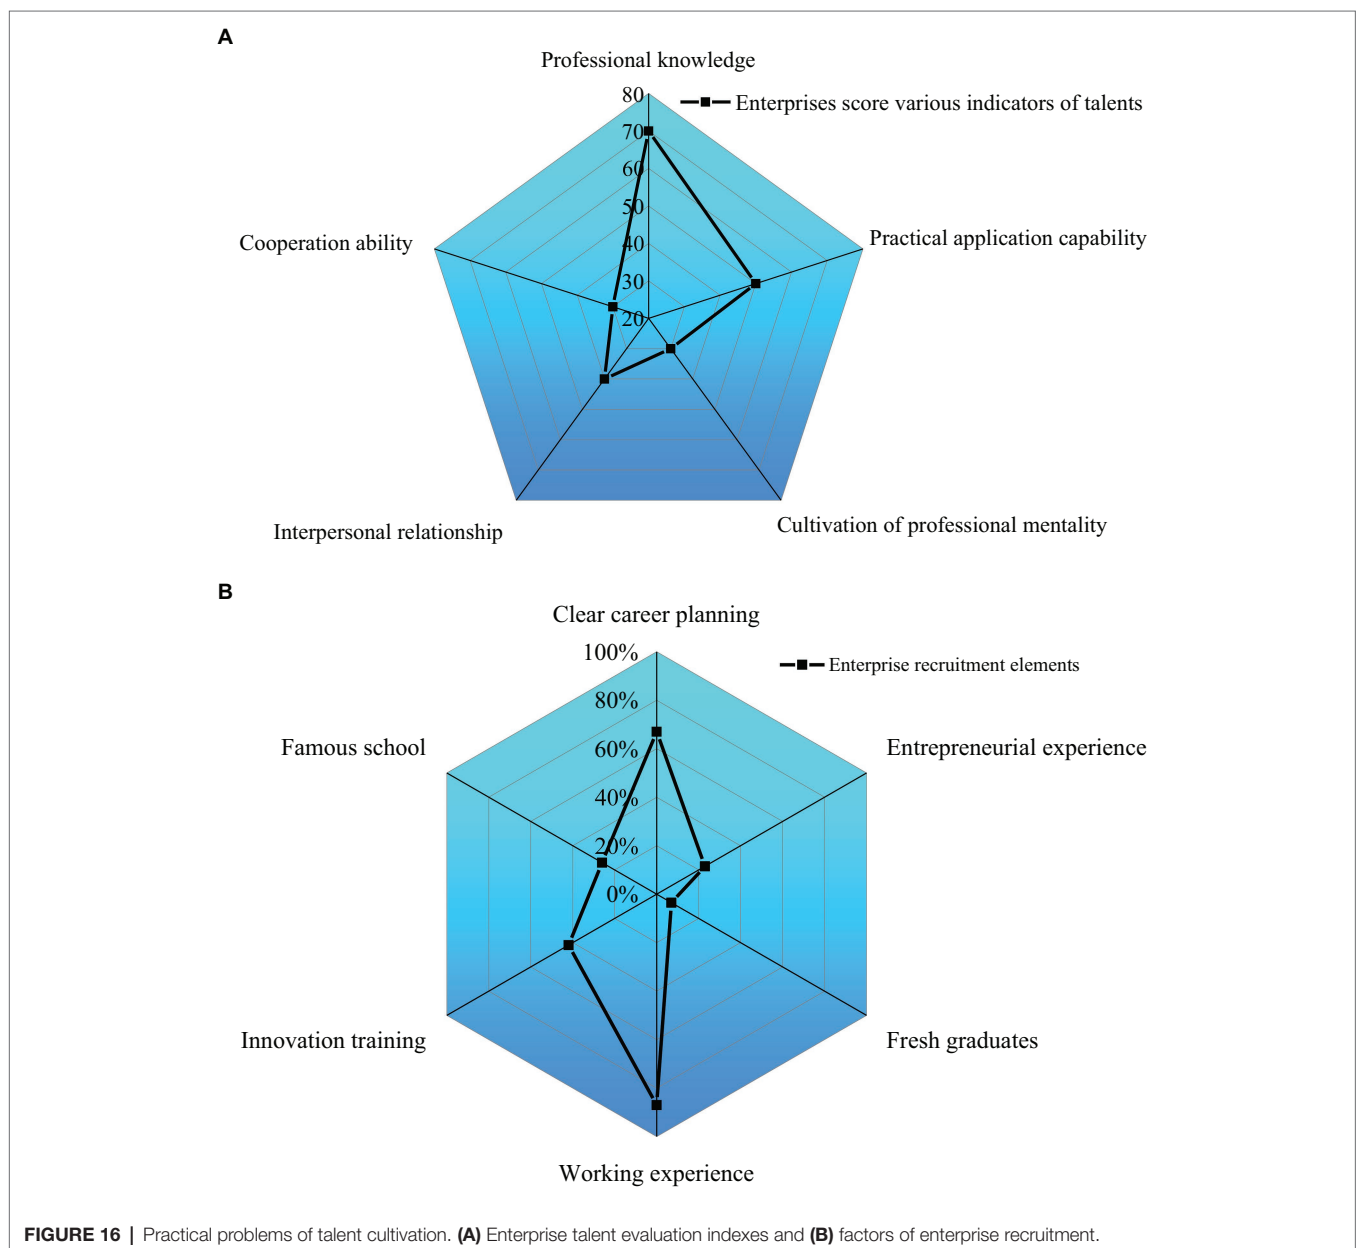 A
Professional knowledge
80
Enterprises score various indicators of talents
70
60
50
Cooperation ability
40
Practical application capability
30
20
Interpersonal relationship
Cultivation of professional mentality
B
Clear career planning
100%
Enterprise recruitment elements
80%
Famous school
60%
Entrepreneurial experience
40%
20%
0%
Innovation training
Fresh graduates
Working experience
FIGURE 16 | Practical problems of talent cultivation. (A) Enterprise talent evaluation indexes and (B) factors of enterprise recruitment.